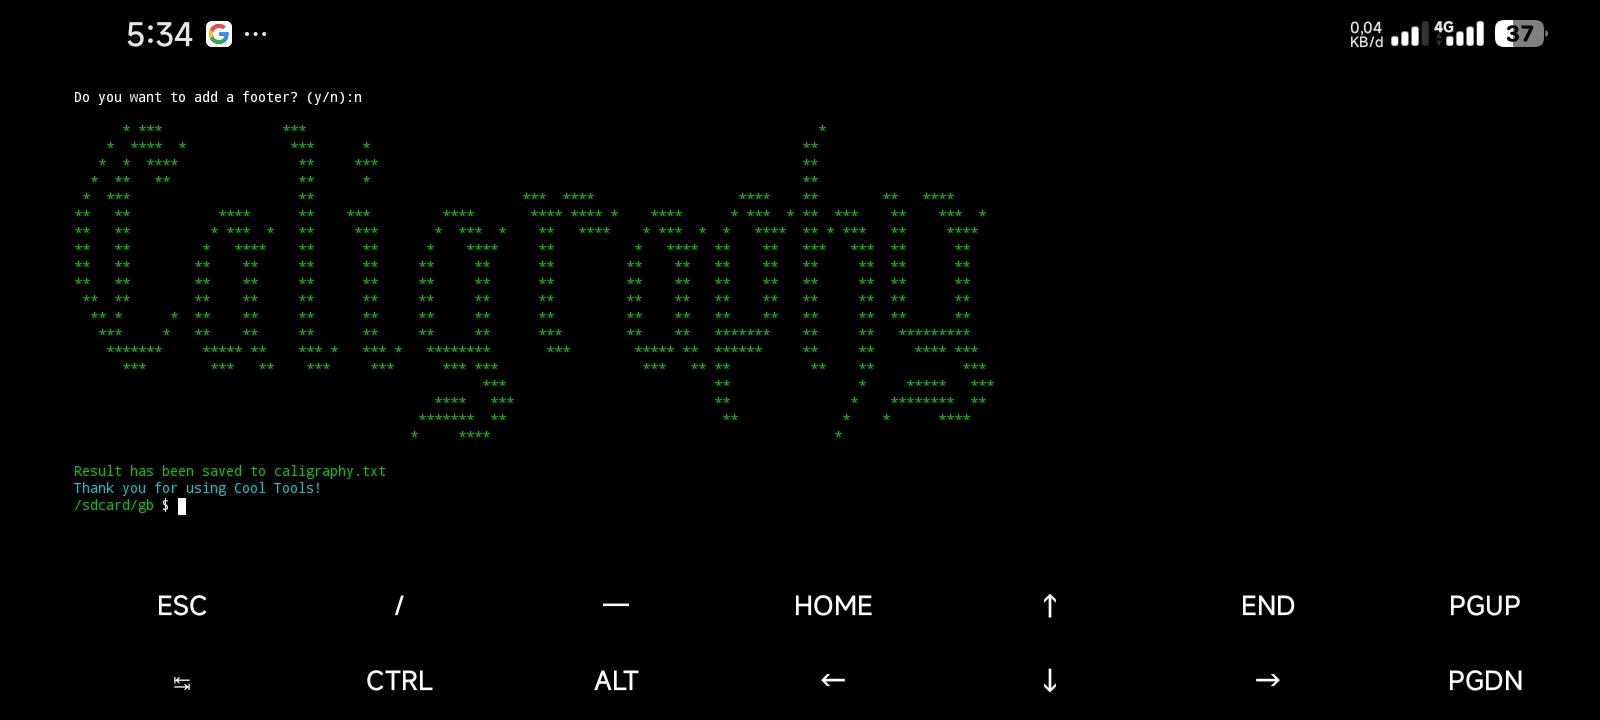 5:34 G ...
0,04 KB/d 4G 37
Do you want to add a footer? (y/n):n
Caligraphy
Result has been saved to caligraphy.txt
Thank you for using Cool Tools!
/sdcard/gb $
ESC / — HOME ↑ END PGUP
↹ CTRL ALT ← ↓ → PGDN